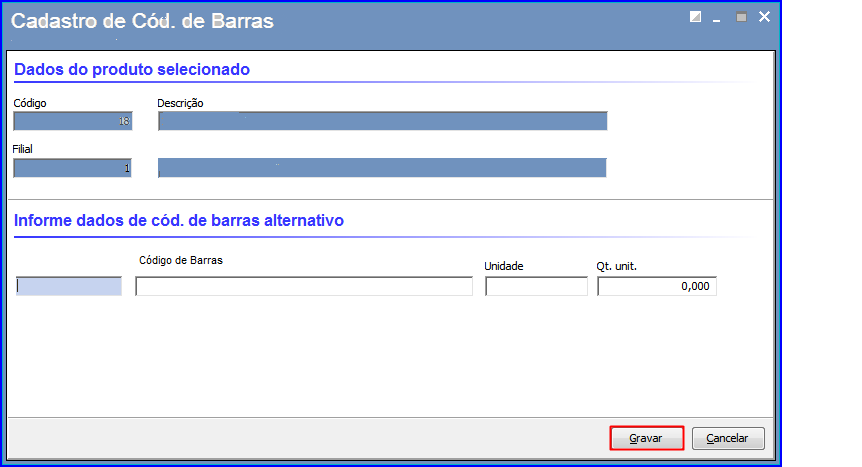 Cadastro de Cód. de Barras
Dados do produto selecionado
Código Descrição
18
Filial
1
Informe dados de cód. de barras alternativo
Código de Barras Unidade Qt. unit.
0,000
Gravar Cancelar